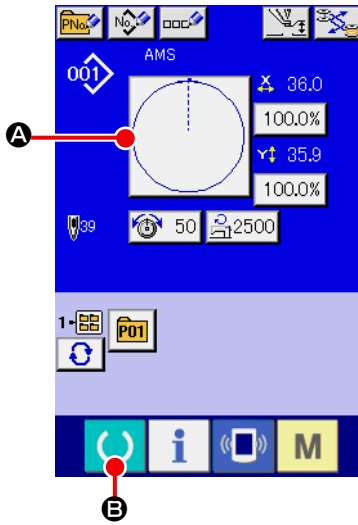 PNo. No.
AMS
001
X 36.0
100.0%
Y 35.9
100.0%
39 50 2500
A
1 P01
i M
B